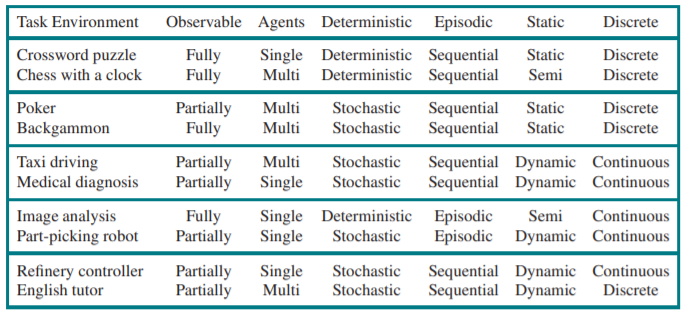 Task Environment Observable Agents Deterministic Episodic Static Discrete
Crossword puzzle Fully Single Deterministic Sequential Static Discrete
Chess with a clock Fully Multi Deterministic Sequential Semi Discrete
Poker Partially Multi Stochastic Sequential Static Discrete
Backgammon Fully Multi Stochastic Sequential Static Discrete
Taxi driving Partially Multi Stochastic Sequential Dynamic Continuous
Medical diagnosis Partially Single Stochastic Sequential Dynamic Continuous
Image analysis Fully Single Deterministic Episodic Semi Continuous
Part-picking robot Partially Single Stochastic Episodic Dynamic Continuous
Refinery controller Partially Single Stochastic Sequential Dynamic Continuous
English tutor Partially Multi Stochastic Sequential Dynamic Discrete